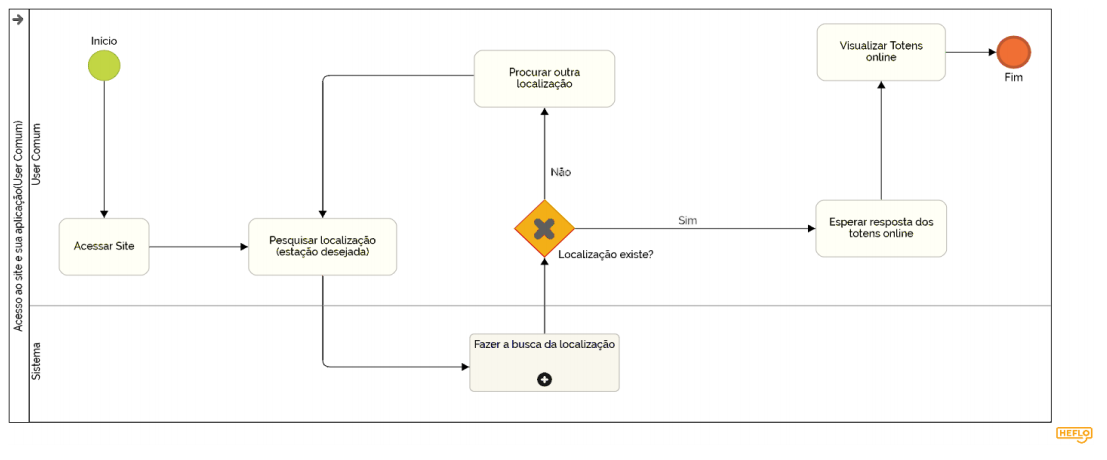 Acesso ao site e sua aplicação(User Comum)
User Comum
Início
Acessar Site
Pesquisar localização
(estação desejada)
Procurar outra
localização
Não
Localização existe?
Sim
Esperar resposta dos
totens online
Visualizar Totens
online
Fim
Sistema
Fazer a busca da localização
HEFLO